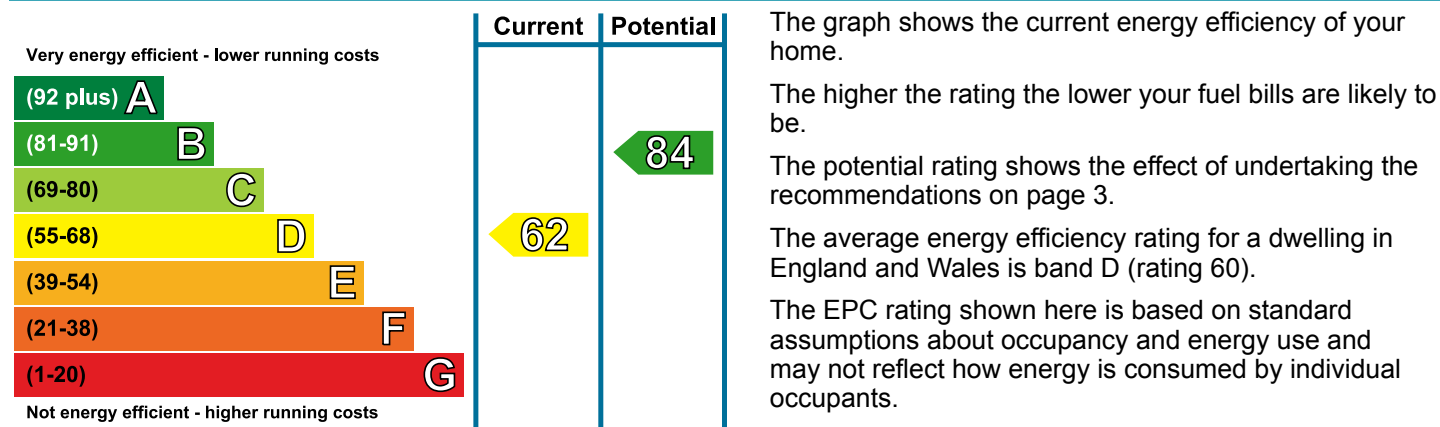 Current Potential
Very energy efficient - lower running costs
(92 plus) A
(81-91) B
84
(69-80) C
(55-68) D
62
(39-54) E
(21-38) F
(1-20) G
Not energy efficient - higher running costs
The graph shows the current energy efficiency of your
home.
The higher the rating the lower your fuel bills are likely to
be.
The potential rating shows the effect of undertaking the
recommendations on page 3.
The average energy efficiency rating for a dwelling in
England and Wales is band D (rating 60).
The EPC rating shown here is based on standard
assumptions about occupancy and energy use and
may not reflect how energy is consumed by individual
occupants.